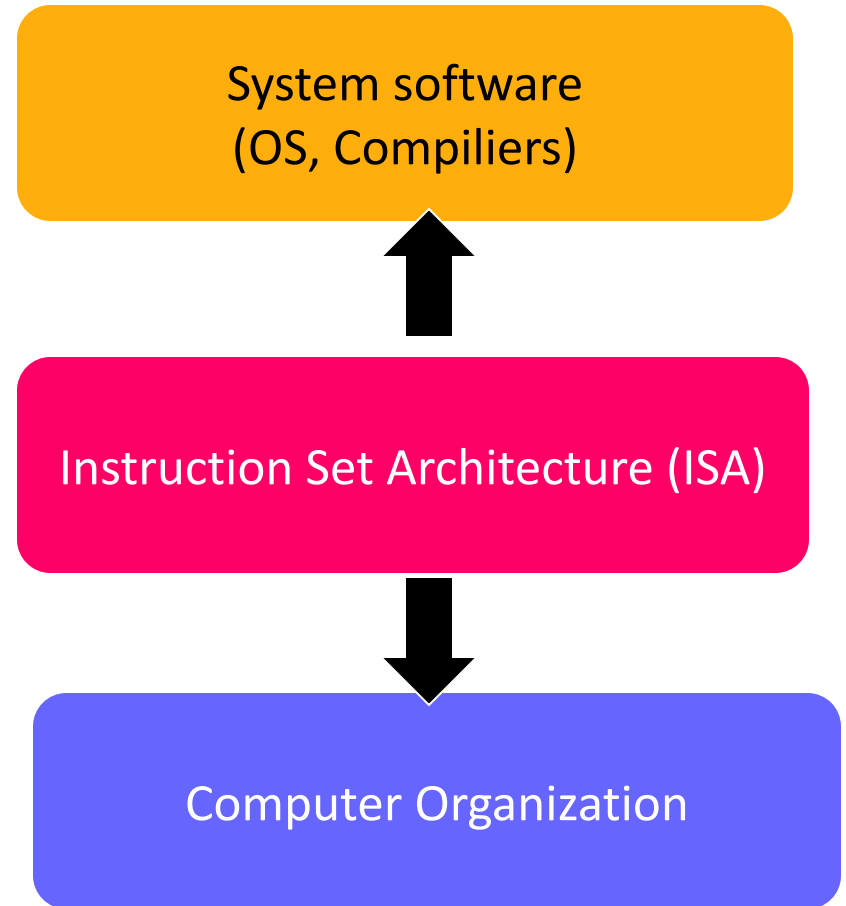 System software
(OS, Compiliers)
Instruction Set Architecture (ISA)
Computer Organization